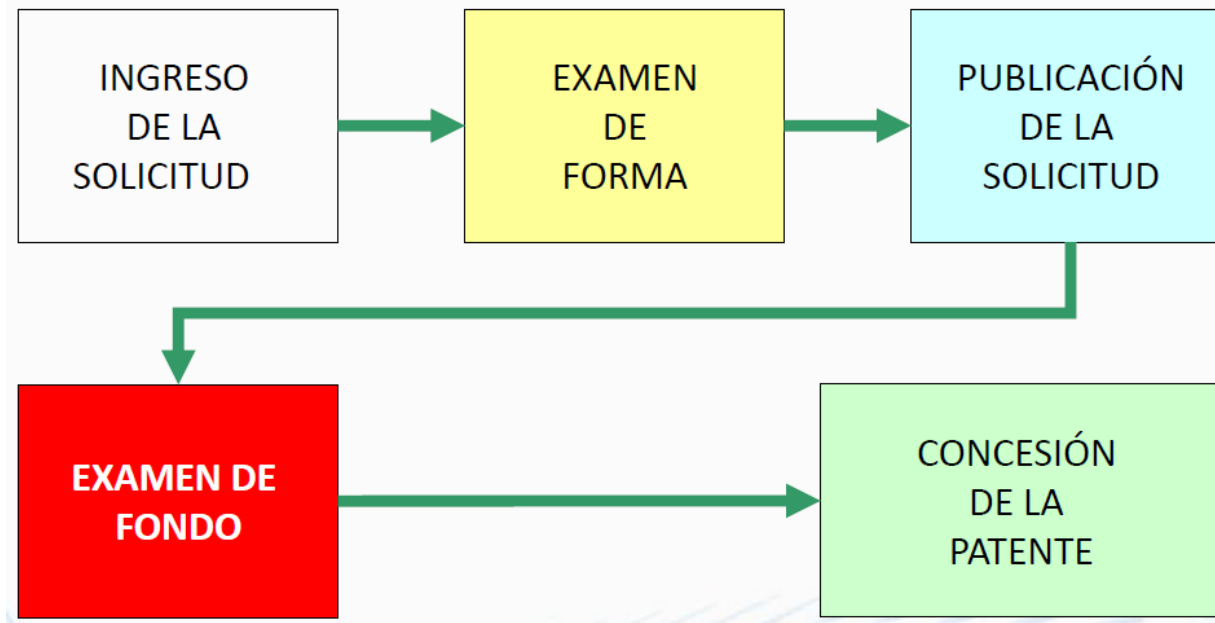 INGRESO
DE LA
SOLICITUD
EXAMEN
DE
FORMA
PUBLICACIÓN
DE LA
SOLICITUD
EXAMEN DE
FONDO
CONCESIÓN
DE LA
PATENTE